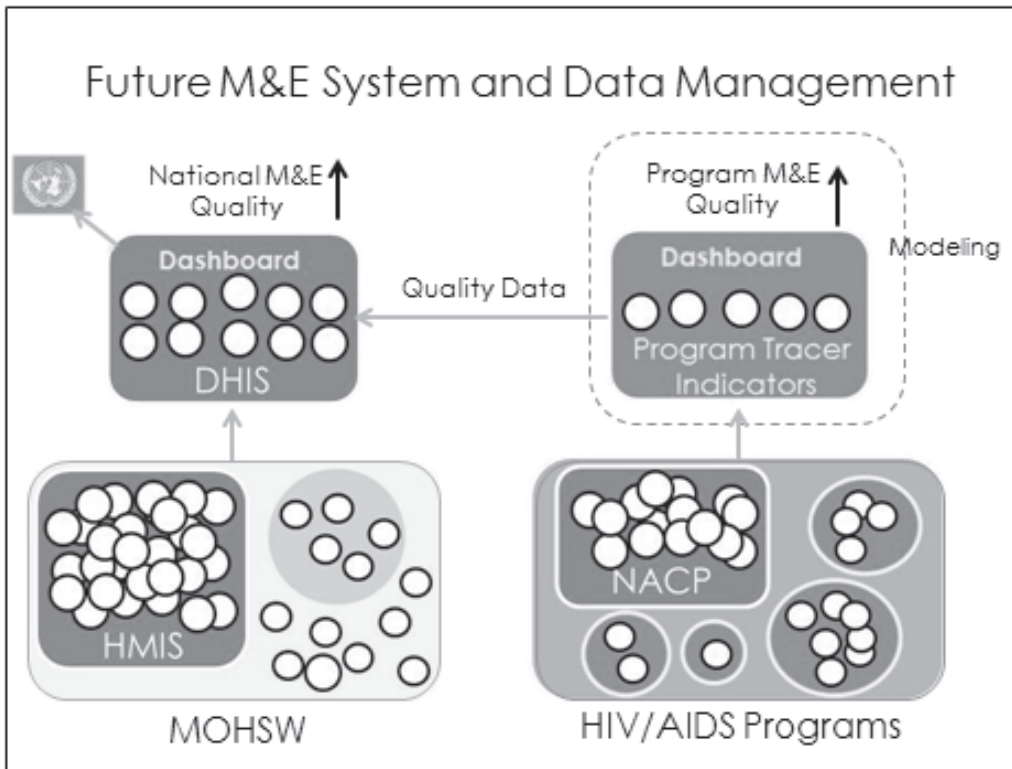 Future M&E System and Data Management
National M&E
Quality
Program M&E
Quality
Modeling
Dashboard
DHIS
Quality Data
Dashboard
Program Tracer
Indicators
HMIS
NACP
MOHSW
HIV/AIDS Programs